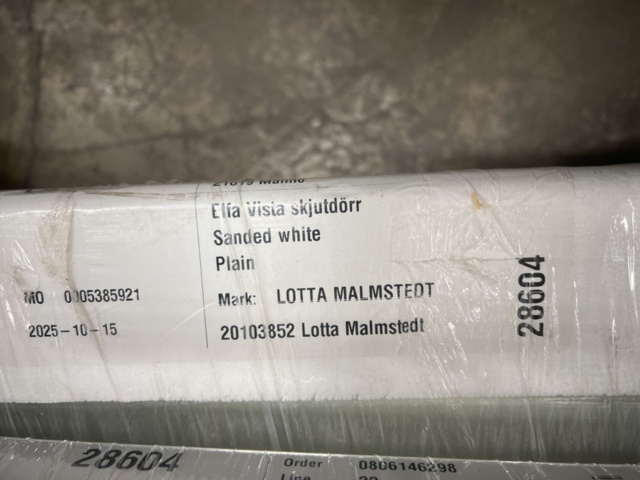 Elfa Vista skjutdörr
Sanded white
Plain
MO 0005385921
Mark: LOTTA MALMSTEDT
2025-10-15
20103852 Lotta Malmstedt
28604
28604
Order 0806146298
Line